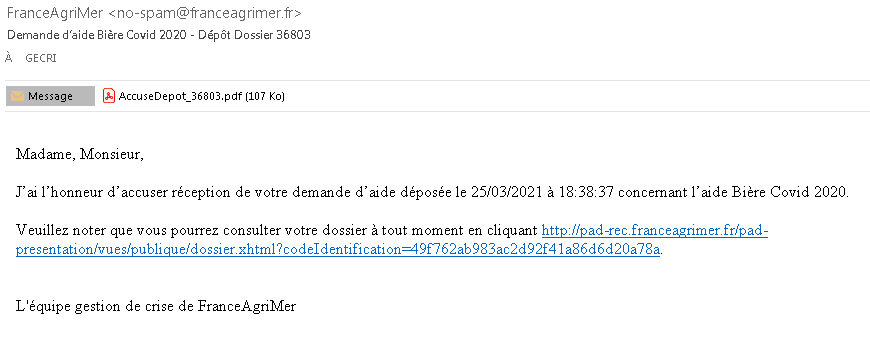 FranceAgriMer <no-spam@franceagrimer.fr>
Demande d'aide Bière Covid 2020 - Dépôt Dossier 36803
À GECRI
Message AccuseDepot_36803.pdf (107 Ko)
Madame, Monsieur,
J'ai l'honneur d'accuser réception de votre demande d'aide déposée le 25/03/2021 à 18:38:37 concernant l'aide Bière Covid 2020.
Veuillez noter que vous pourrez consulter votre dossier à tout moment en cliquant http://pad-rec.franceagrimer.fr/pad-
presentation/vues/publique/dossier.xhtml?codeIdentification=49f762ab983ac2d92f41a86d6d20a78a.
L'équipe gestion de crise de FranceAgriMer